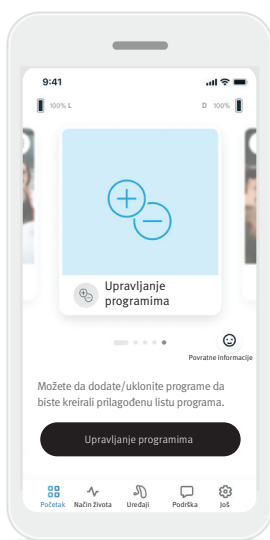 9:41
100% L
D 100%
Upravljanje
programima
Povratne informacije
Možete da dodate/uklonite programe da
biste kreirali prilagođenu listu programa.
Upravljanje programima
Početak Način života Uređaji Podrška Još